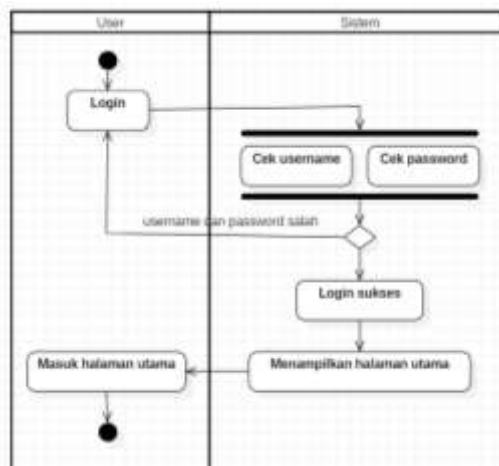 User
Sistem
Login
Cek username
Cek password
username dan password salah
Login sukses
Masuk halaman utama
Menampilkan halaman utama